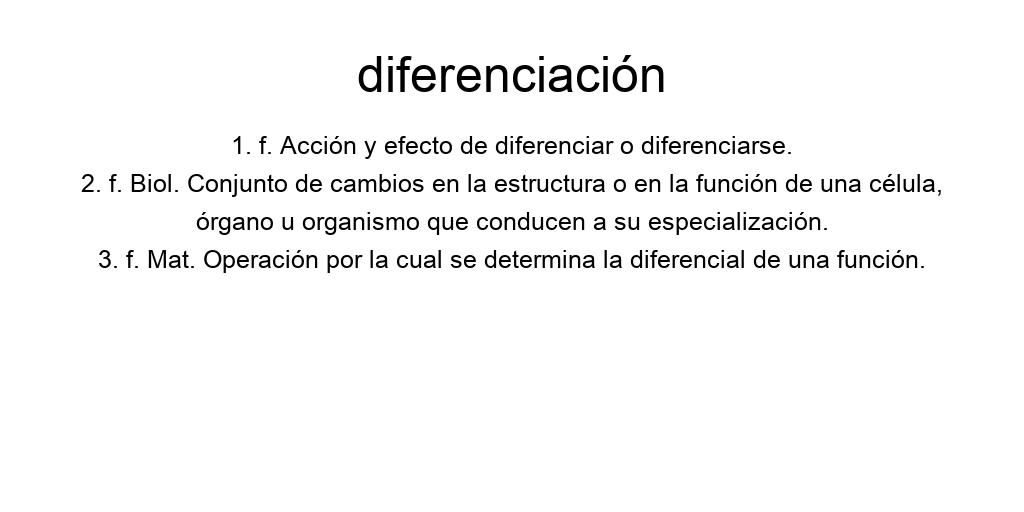 diferenciación
1. f. Acción y efecto de diferenciar o diferenciarse.
2. f. Biol. Conjunto de cambios en la estructura o en la función de una célula,
órgano u organismo que conducen a su especialización.
3. f. Mat. Operación por la cual se determina la diferencial de una función.